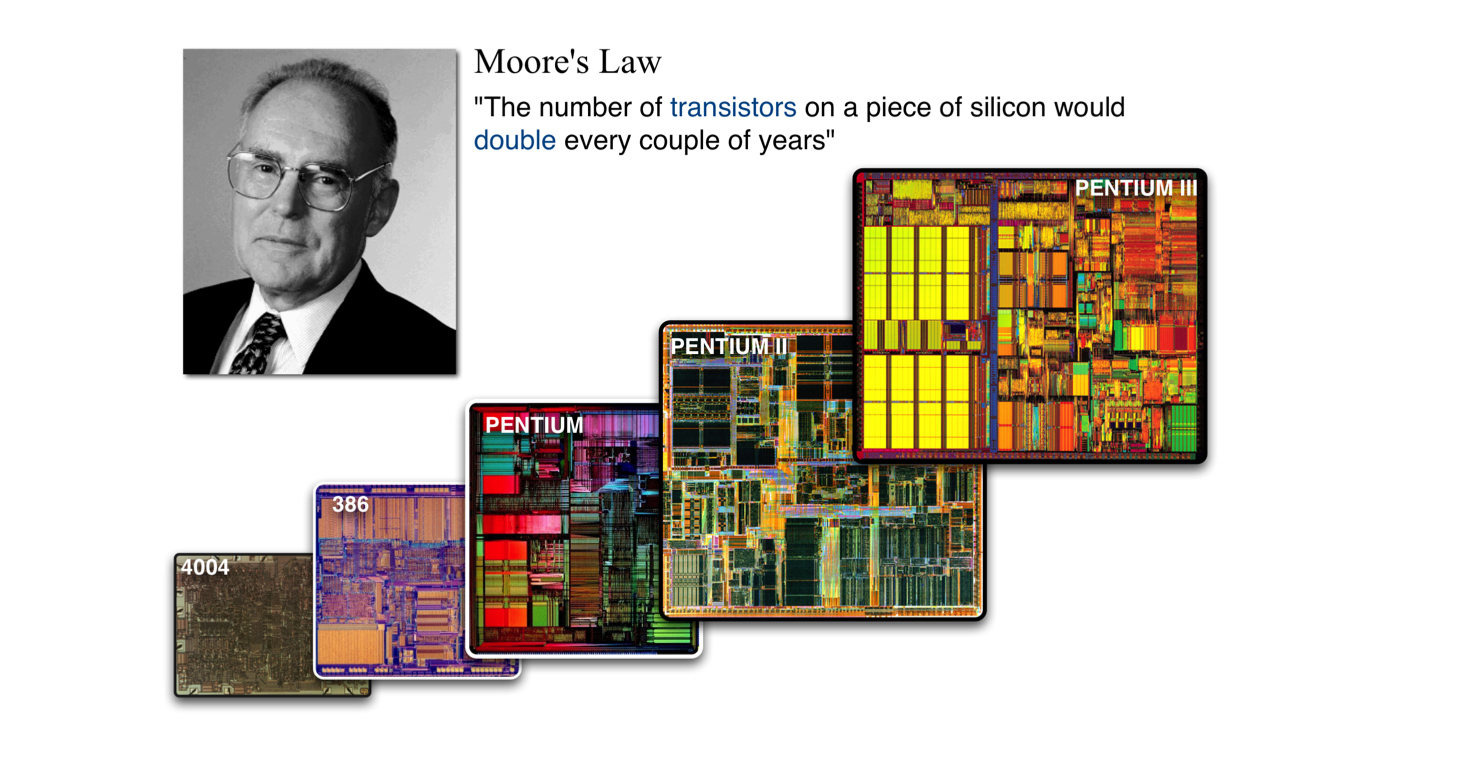 Moore's Law
"The number of transistors on a piece of silicon would
double every couple of years"
PENTIUM III
PENTIUM II
PENTIUM
386
4004